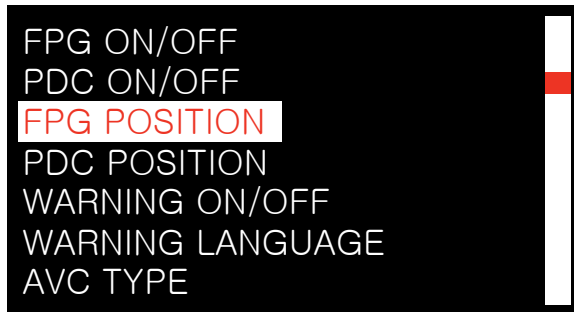 FPG ON/OFF
PDC ON/OFF
FPG POSITION
PDC POSITION
WARNING ON/OFF
WARNING LANGUAGE
AVC TYPE